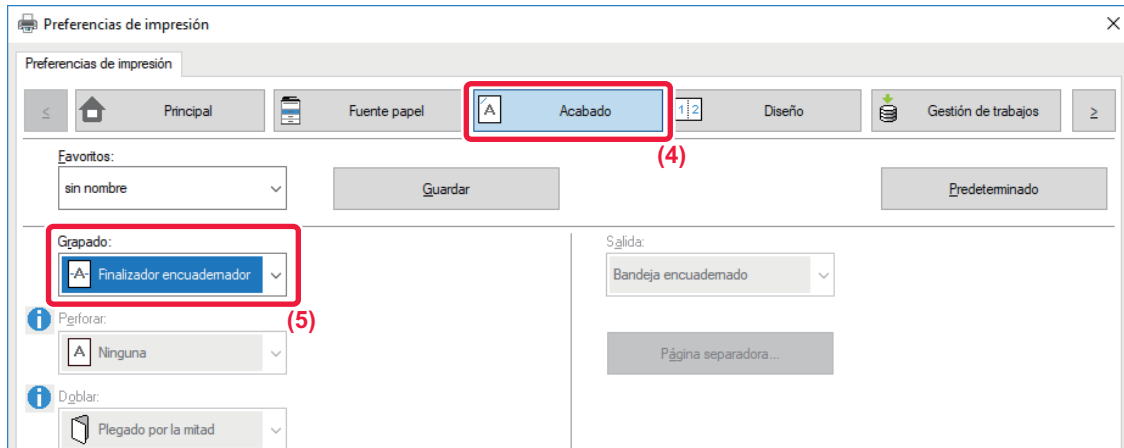 Preferencias de impresión
Preferencias de impresión
≤ Principal Fuente papel A Acabado 1 2 Diseño Gestión de trabajos ≥
(4)
Favoritos:
sin nombre Guardar Predeterminado
Grapado: Salida:
-A- Finalizador encuadernador Bandeja encuadernado
(5)
Perforar:
A Ninguna Página separadora...
Doblar:
Plegado por la mitad